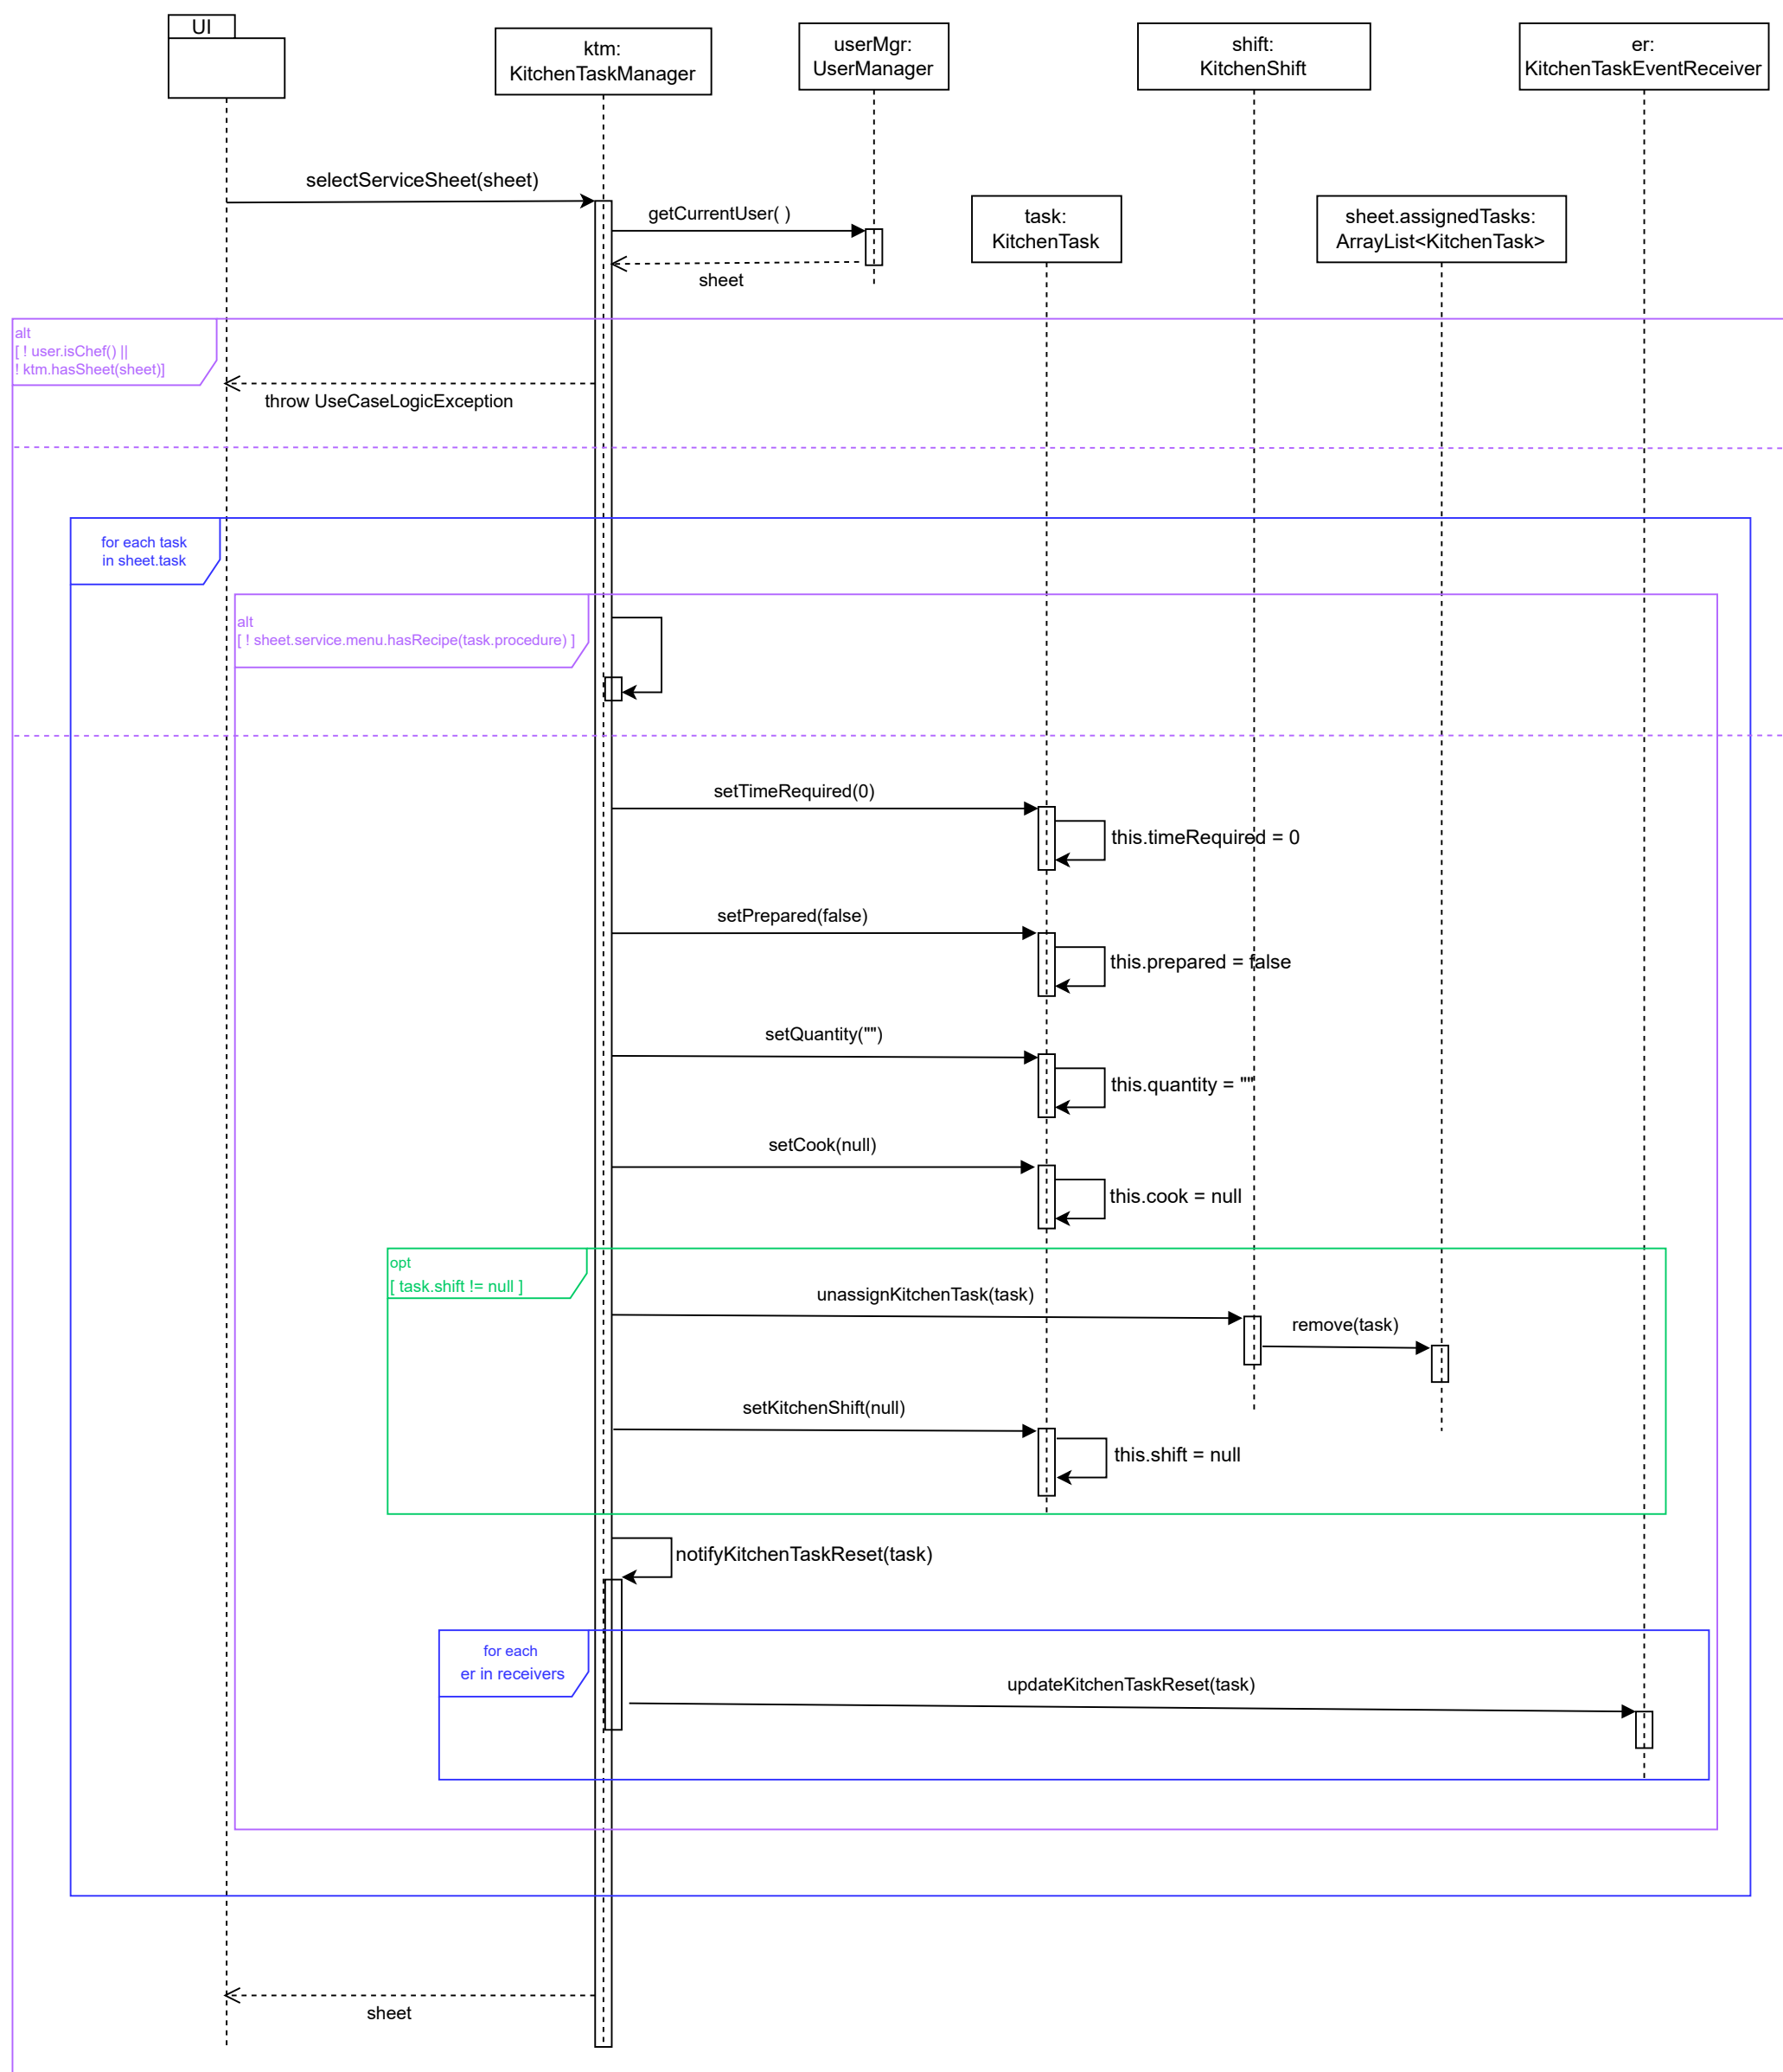 UI
ktm:
KitchenTaskManager
userMgr:
UserManager
shift:
KitchenShift
er:
KitchenTaskEventReceiver
selectServiceSheet(sheet)
getCurrentUser( )
sheet
task:
KitchenTask
sheet.assignedTasks:
ArrayList<KitchenTask>
alt
[ ! user.isChef() ||
! ktm.hasSheet(sheet)]
throw UseCaseLogicException
for each task
in sheet.task
alt
[ ! sheet.service.menu.hasRecipe(task.procedure) ]
setTimeRequired(0)
this.timeRequired = 0
setPrepared(false)
this.prepared = false
setQuantity("")
this.quantity = ""
setCook(null)
this.cook = null
opt
[ task.shift != null ]
unassignKitchenTask(task)
remove(task)
setKitchenShift(null)
this.shift = null
notifyKitchenTaskReset(task)
for each
er in receivers
updateKitchenTaskReset(task)
sheet